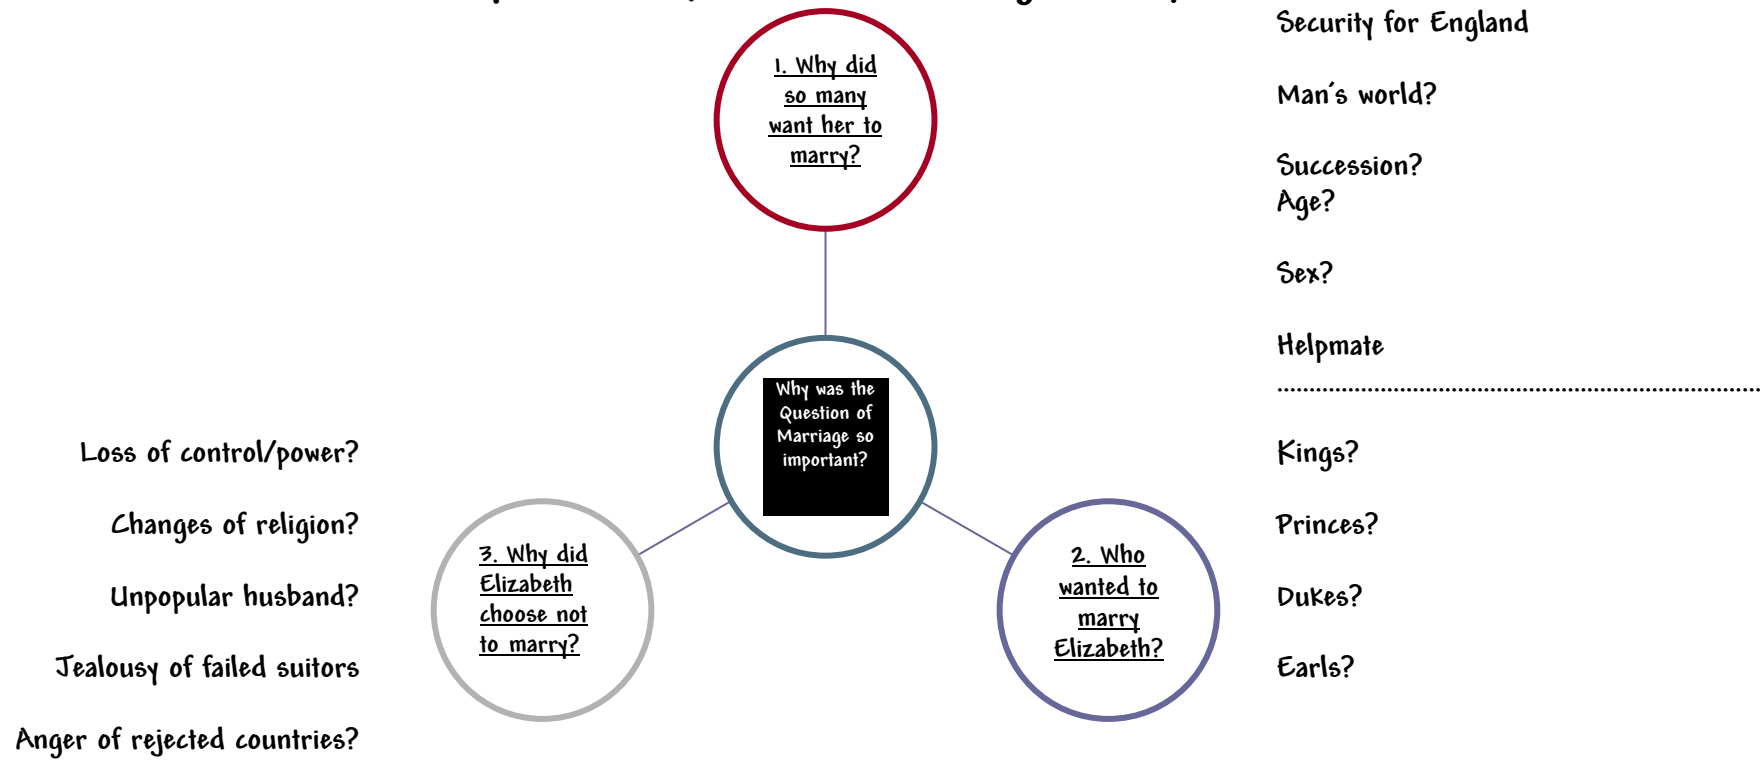 1. Why did
so many
want her to
marry?
Security for England
Man's world?
Succession?
Age?
Sex?
Helpmate
Why was the
Question of
Marriage so
important?
Loss of control/power?
Changes of religion?
Unpopular husband?
Jealousy of failed suitors
Anger of rejected countries?
3. Why did
Elizabeth
choose not
to marry?
2. Who
wanted to
marry
Elizabeth?
Kings?
Princes?
Dukes?
Earls?